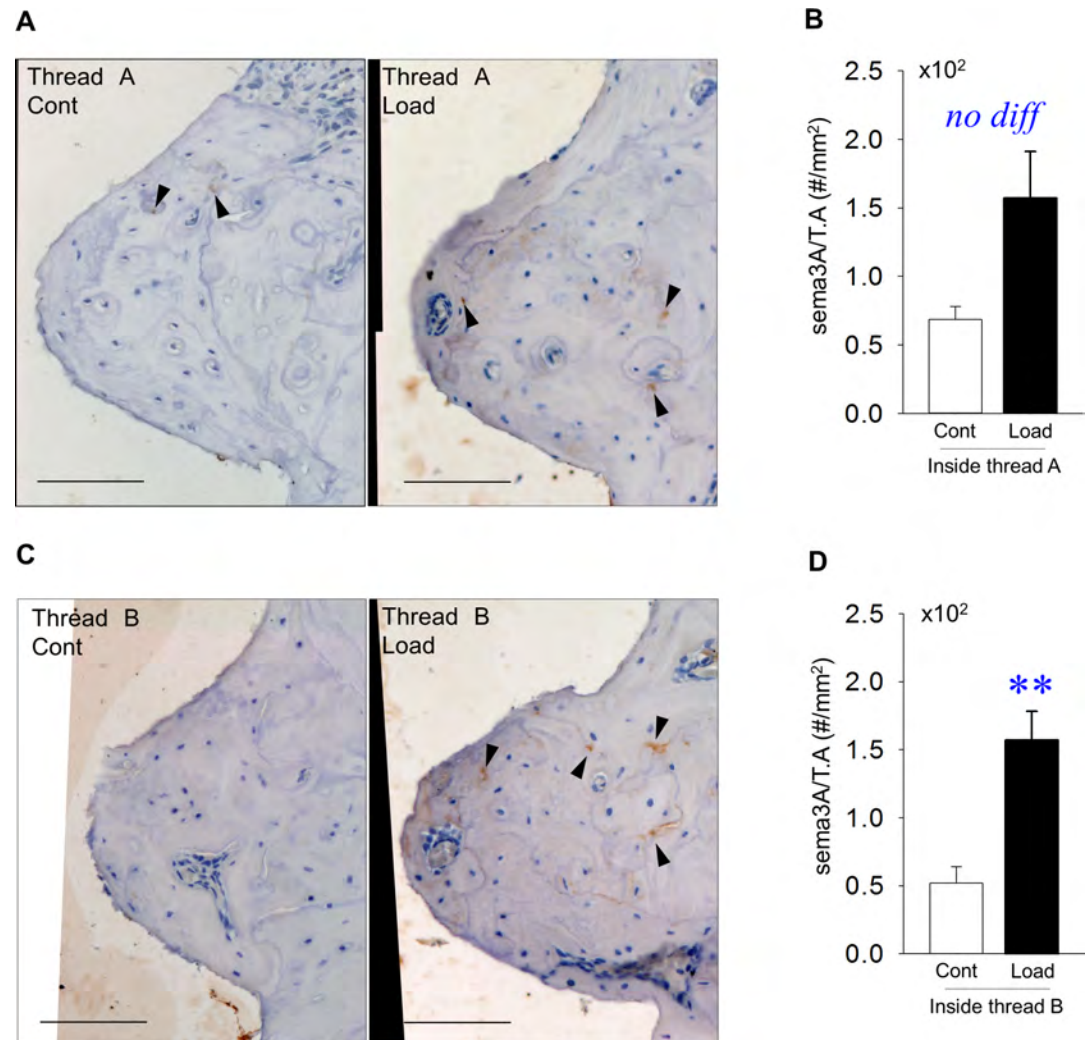 A
Thread A
Cont
Thread A
Load
B
x10²
2.5
2.0
1.5
1.0
0.5
0.0
sema3A/T.A (#/mm²)
no diff
Cont Load
Inside thread A
C
Thread B
Cont
Thread B
Load
D
x10²
2.5
2.0
1.5
1.0
0.5
0.0
sema3A/T.A (#/mm²)
**
Cont Load
Inside thread B